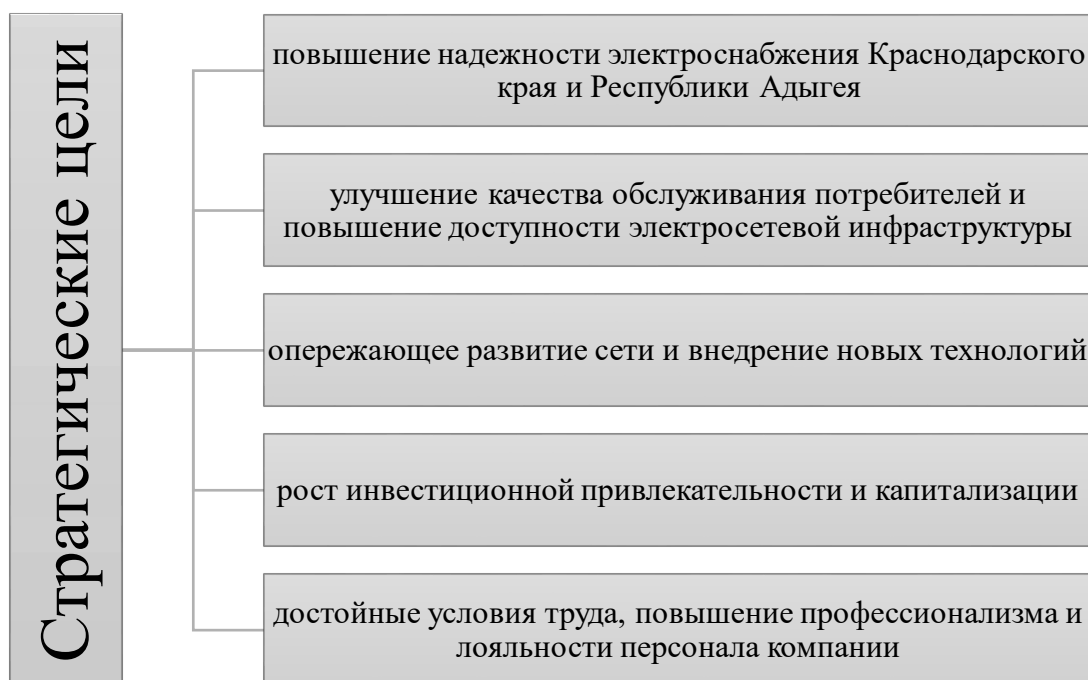 Стратегические цели
повышение надежности электроснабжения Краснодарского
края и Республики Адыгея
улучшение качества обслуживания потребителей и
повышение доступности электросетевой инфраструктуры
опережающее развитие сети и внедрение новых технологий
рост инвестиционной привлекательности и капитализации
достойные условия труда, повышение профессионализма и
лояльности персонала компании